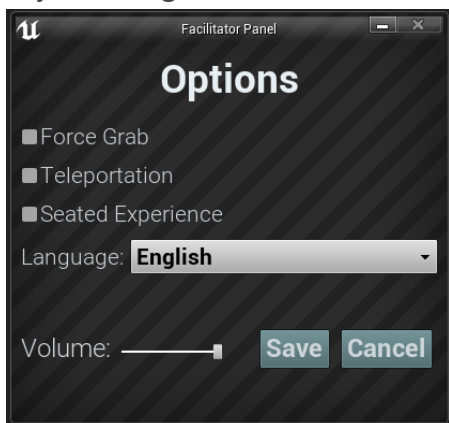 Facilitator Panel
Options
Force Grab
Teleportation
Seated Experience
Language: English
Volume: Save Cancel